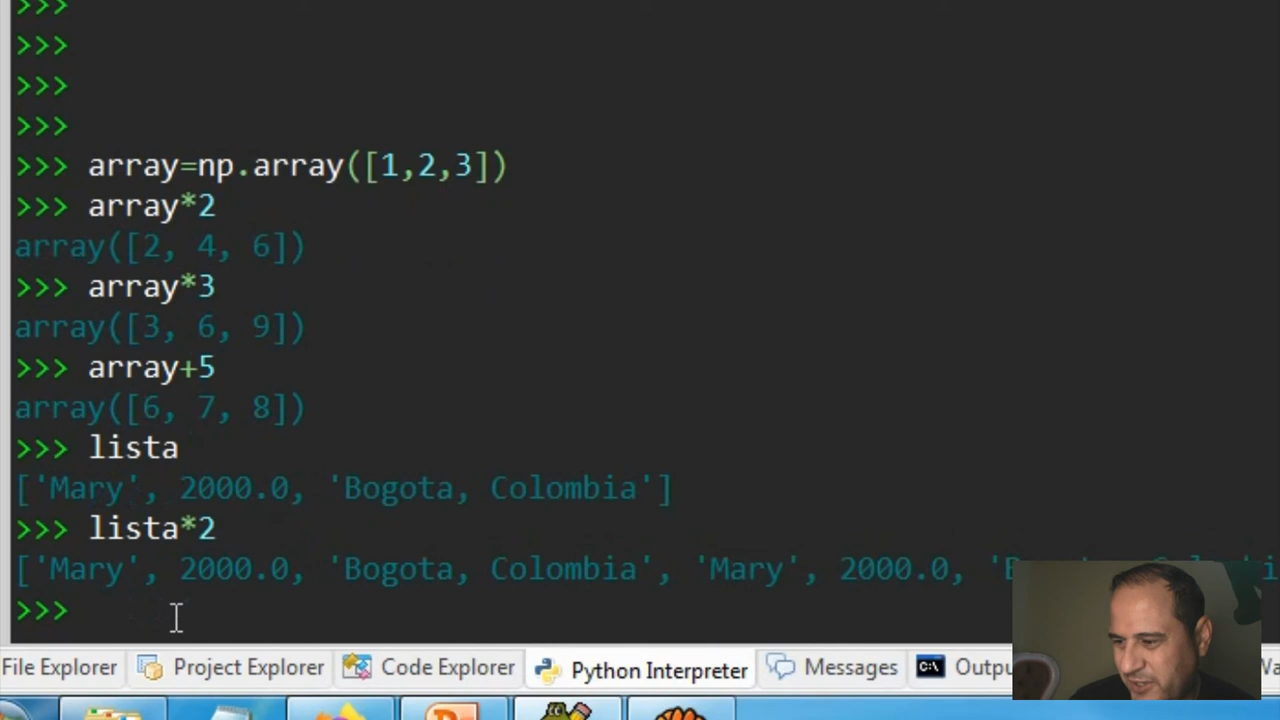 >>>
>>>
>>>
>>>
>>> array=np.array([1,2,3])
>>> array*2
array([2, 4, 6])
>>> array*3
array([3, 6, 9])
>>> array+5
array([6, 7, 8])
>>> lista
['Mary', 2000.0, 'Bogota, Colombia']
>>> lista*2
['Mary', 2000.0, 'Bogota, Colombia', 'Mary', 2000.0,
>>>
File Explorer Project Explorer Code Explorer Python Interpreter Messages C:\